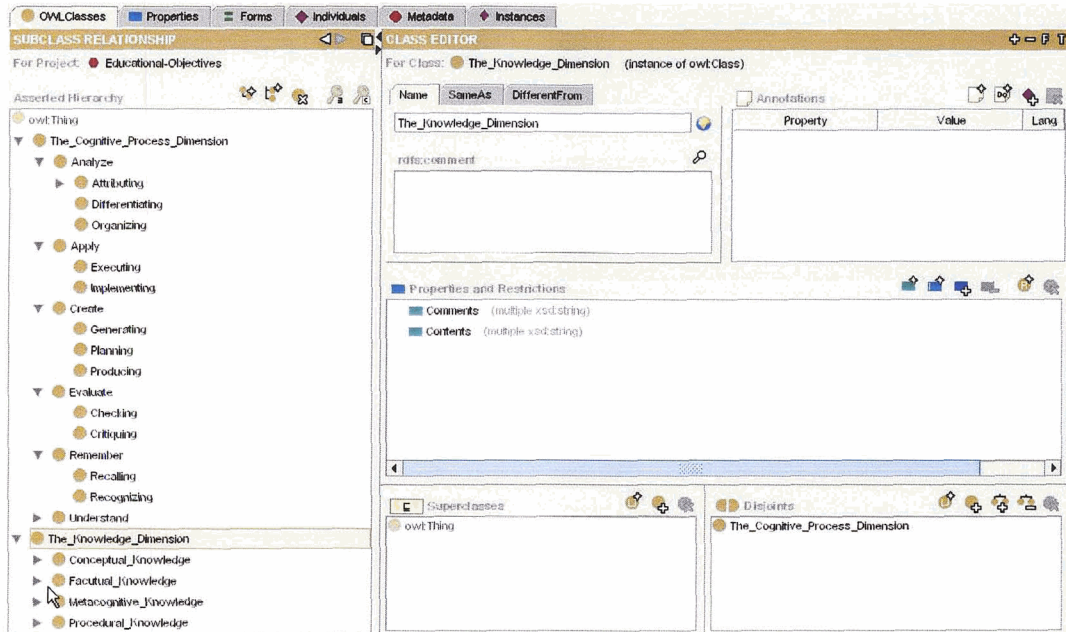 OWLClasses Properties Forms Individuals Metadata Instances
SUBCLASS RELATIONSHIP
For Project: Educational-Objectives
Asserted Hierarchy
owl:Thing
The_Cognitive_Process_Dimension
Analyze
Attributing
Differentiating
Organizing
Apply
Executing
Implementing
Create
Generating
Planning
Producing
Evaluate
Checking
Critiquing
Remember
Recalling
Recognizing
Understand
The_Knowledge_Dimension
Conceptual_Knowledge
Facutual_Knowledge
Metacognitive_Knowledge
Procedural_Knowledge
CLASS EDITOR
F T
For Class: The_Knowledge_Dimension (instance of owl:Class)
Name SameAs DifferentFrom
The_Knowledge_Dimension
rdfs:comment
Annotations
Property Value Lang
Properties and Restrictions
Comments (multiple xsd:string)
Contents (multiple xsd:string)
Superclasses
owl:Thing
Disjoints
The_Cognitive_Process_Dimension